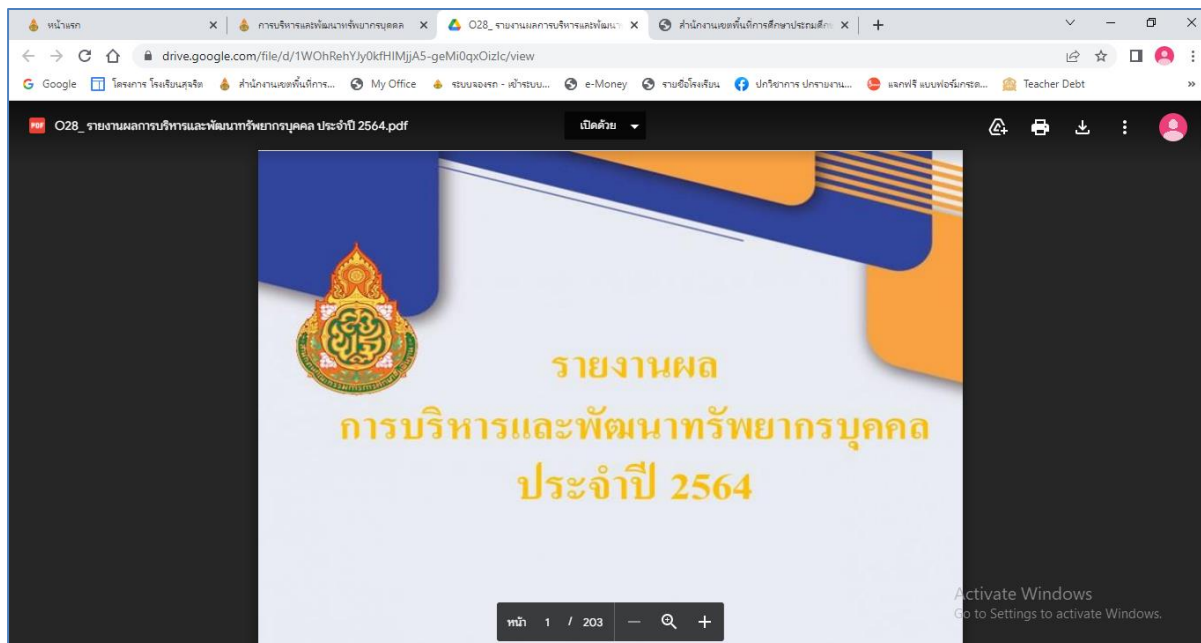 หน้าแรก
การบริหารและพัฒนาทรัพยากรบุคคล
O28_ รายงานผลการบริหารและพัฒนา
สำนักงานเขตพื้นที่การศึกษาประถมศึก
drive.google.com/file/d/1WOhRehYJy0kfHIMjjA5-geMi0qxOizlc/view
Google
โครงการ โรงเรียนสุจริต
สำนักงานเขตพื้นที่การ...
My Office
ระบบจองรถ - เข้าระบบ...
e-Money
รายชื่อโรงเรียน
ปกวิชาการ ปกรายงาน...
แจกฟรี แบบฟอร์มกระด...
Teacher Debt
»
PDF
O28_ รายงานผลการบริหารและพัฒนาทรัพยากรบุคคล ประจำปี 2564.pdf
เปิดด้วย
รายงานผล
การบริหารและพัฒนาทรัพยากรบุคคล
ประจำปี 2564
Activate Windows
Go to Settings to activate Windows.
หน้า 1 / 203